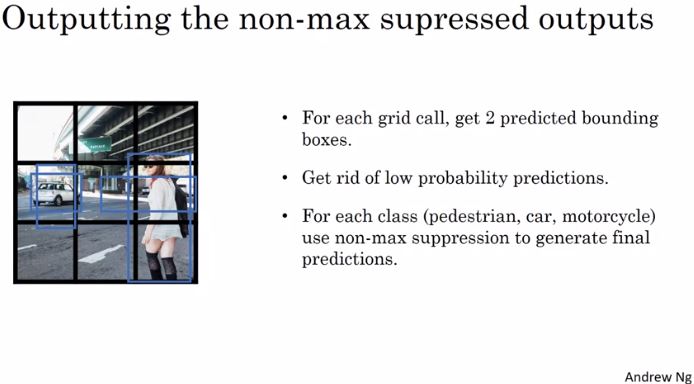 Outputting the non-max supressed outputs
• For each grid call, get 2 predicted bounding
boxes.
• Get rid of low probability predictions.
• For each class (pedestrian, car, motorcycle)
use non-max suppression to generate final
predictions.
Andrew Ng